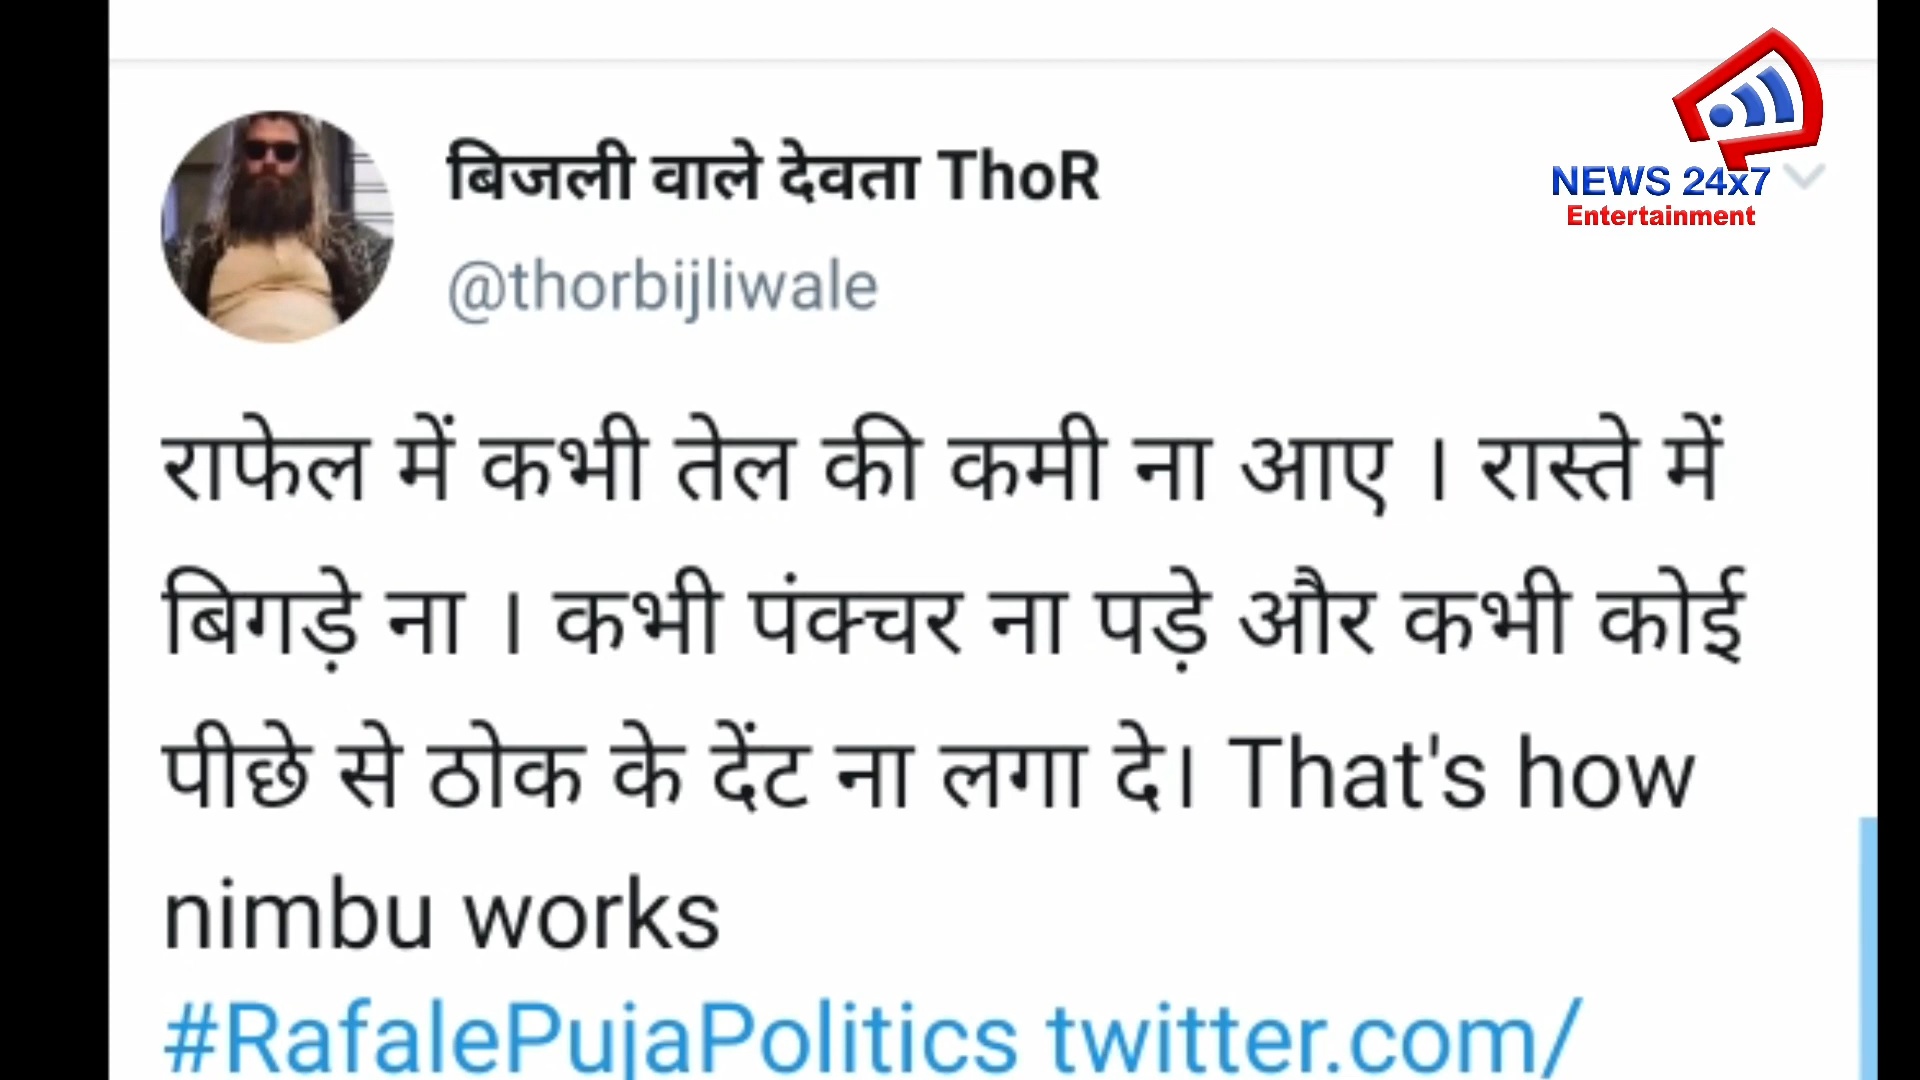 बिजली वाले देवता ThoR
@thorbijliwale
NEWS 24x7
Entertainment
राफेल में कभी तेल की कमी ना आए । रास्ते में
बिगड़े ना । कभी पंक्चर ना पड़े और कभी कोई
पीछे से ठोक के देंट ना लगा दे। That's how
nimbu works
#RafalePujaPolitics twitter.com/